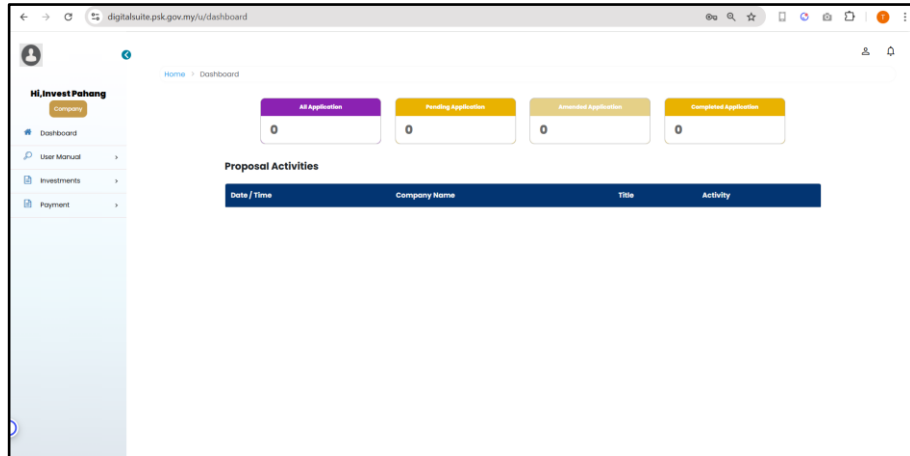 digitalsuite.psk.gov.my/u/dashboard
T
Home > Dashboard
Hi,Invest Pahang
Company
Dashboard
User Manual
Investments
Payment
All Application
Pending Application
Amended Application
Completed Application
0
0
0
0
Proposal Activities
Date / Time Company Name Title Activity